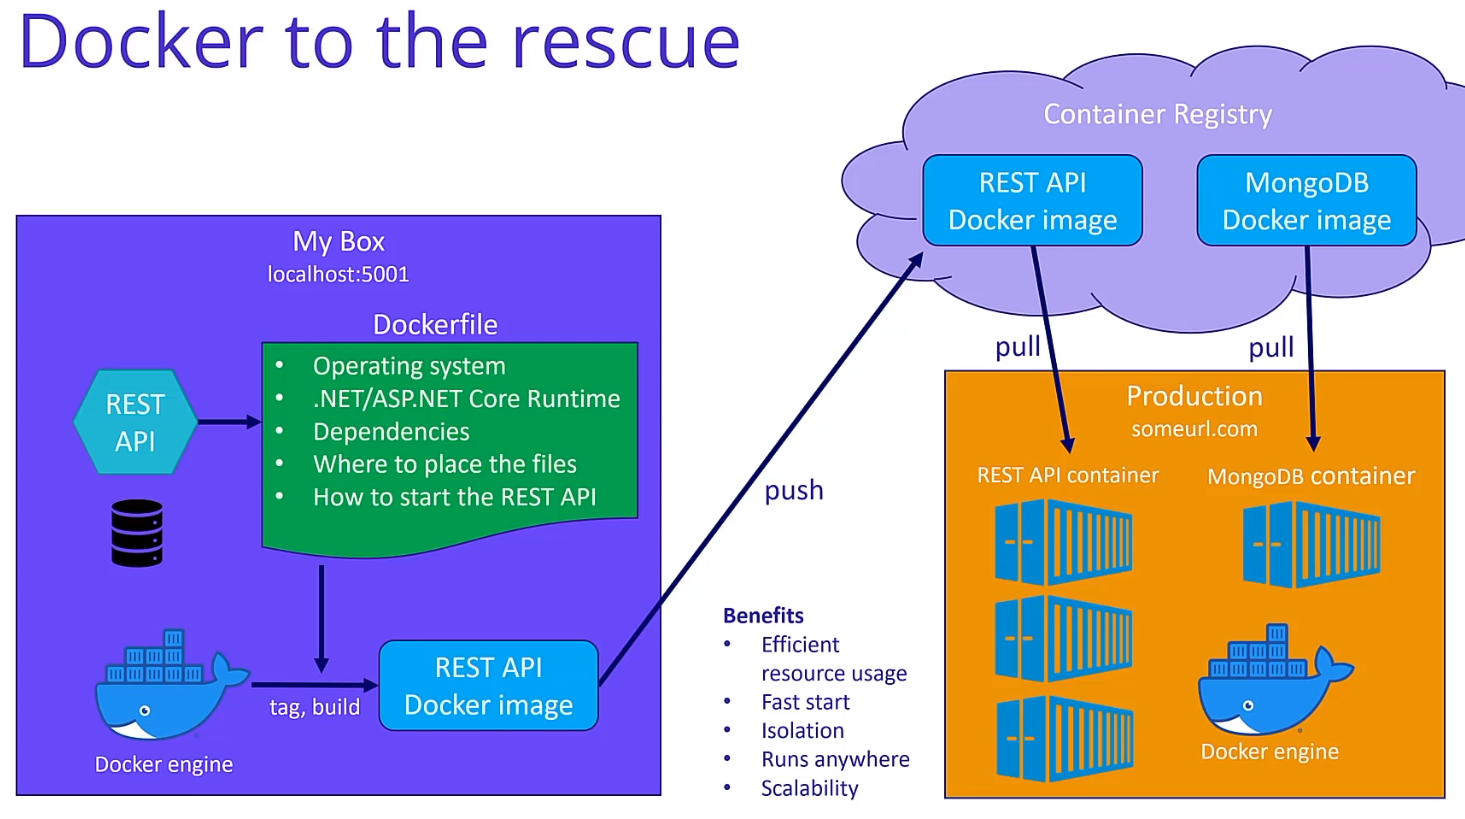 Docker to the rescue
My Box
localhost:5001
Dockerfile
• Operating system
• .NET/ASP.NET Core Runtime
• Dependencies
• Where to place the files
• How to start the REST API
REST
API
Docker engine
tag, build
REST API
Docker image
push
Benefits
• Efficient
resource usage
• Fast start
• Isolation
• Runs anywhere
• Scalability
Container Registry
REST API
Docker image
MongoDB
Docker image
pull
pull
Production
someurl.com
REST API container
MongoDB container
Docker engine